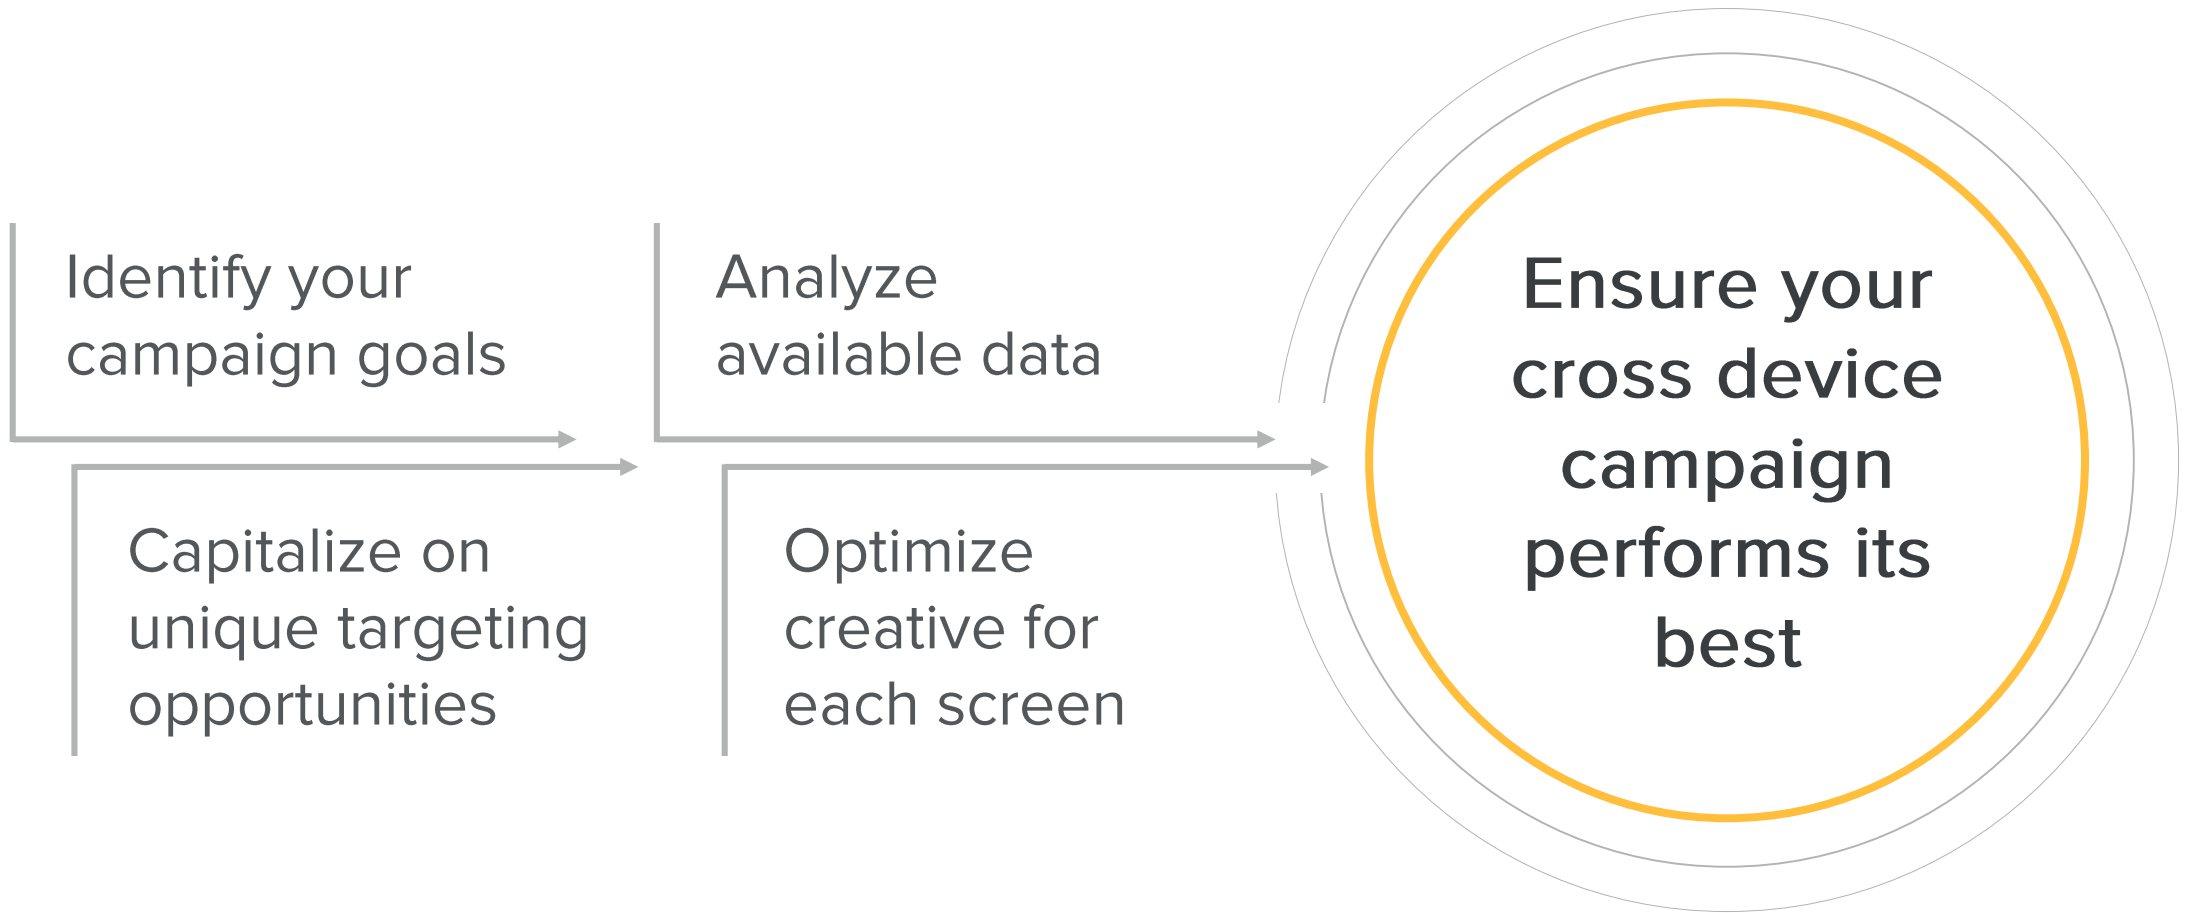 Identify your
campaign goals
Capitalize on
unique targeting
opportunities
Analyze
available data
Optimize
creative for
each screen
Ensure your
cross device
campaign
performs its
best